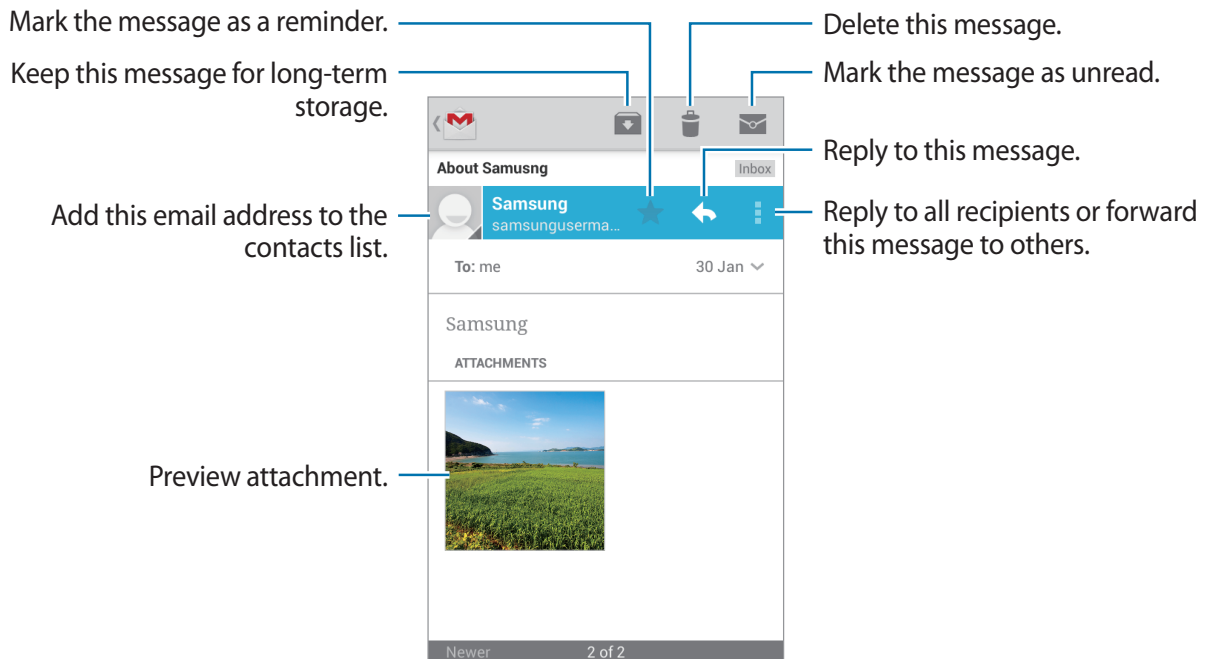 Mark the message as a reminder.
Keep this message for long-term
storage.
Add this email address to the
contacts list.
Preview attachment.
About Samusng
Inbox
Samsung
samsunguserma...
To: me
30 Jan
Samsung
ATTACHMENTS
Newer
2 of 2
Delete this message.
Mark the message as unread.
Reply to this message.
Reply to all recipients or forward
this message to others.